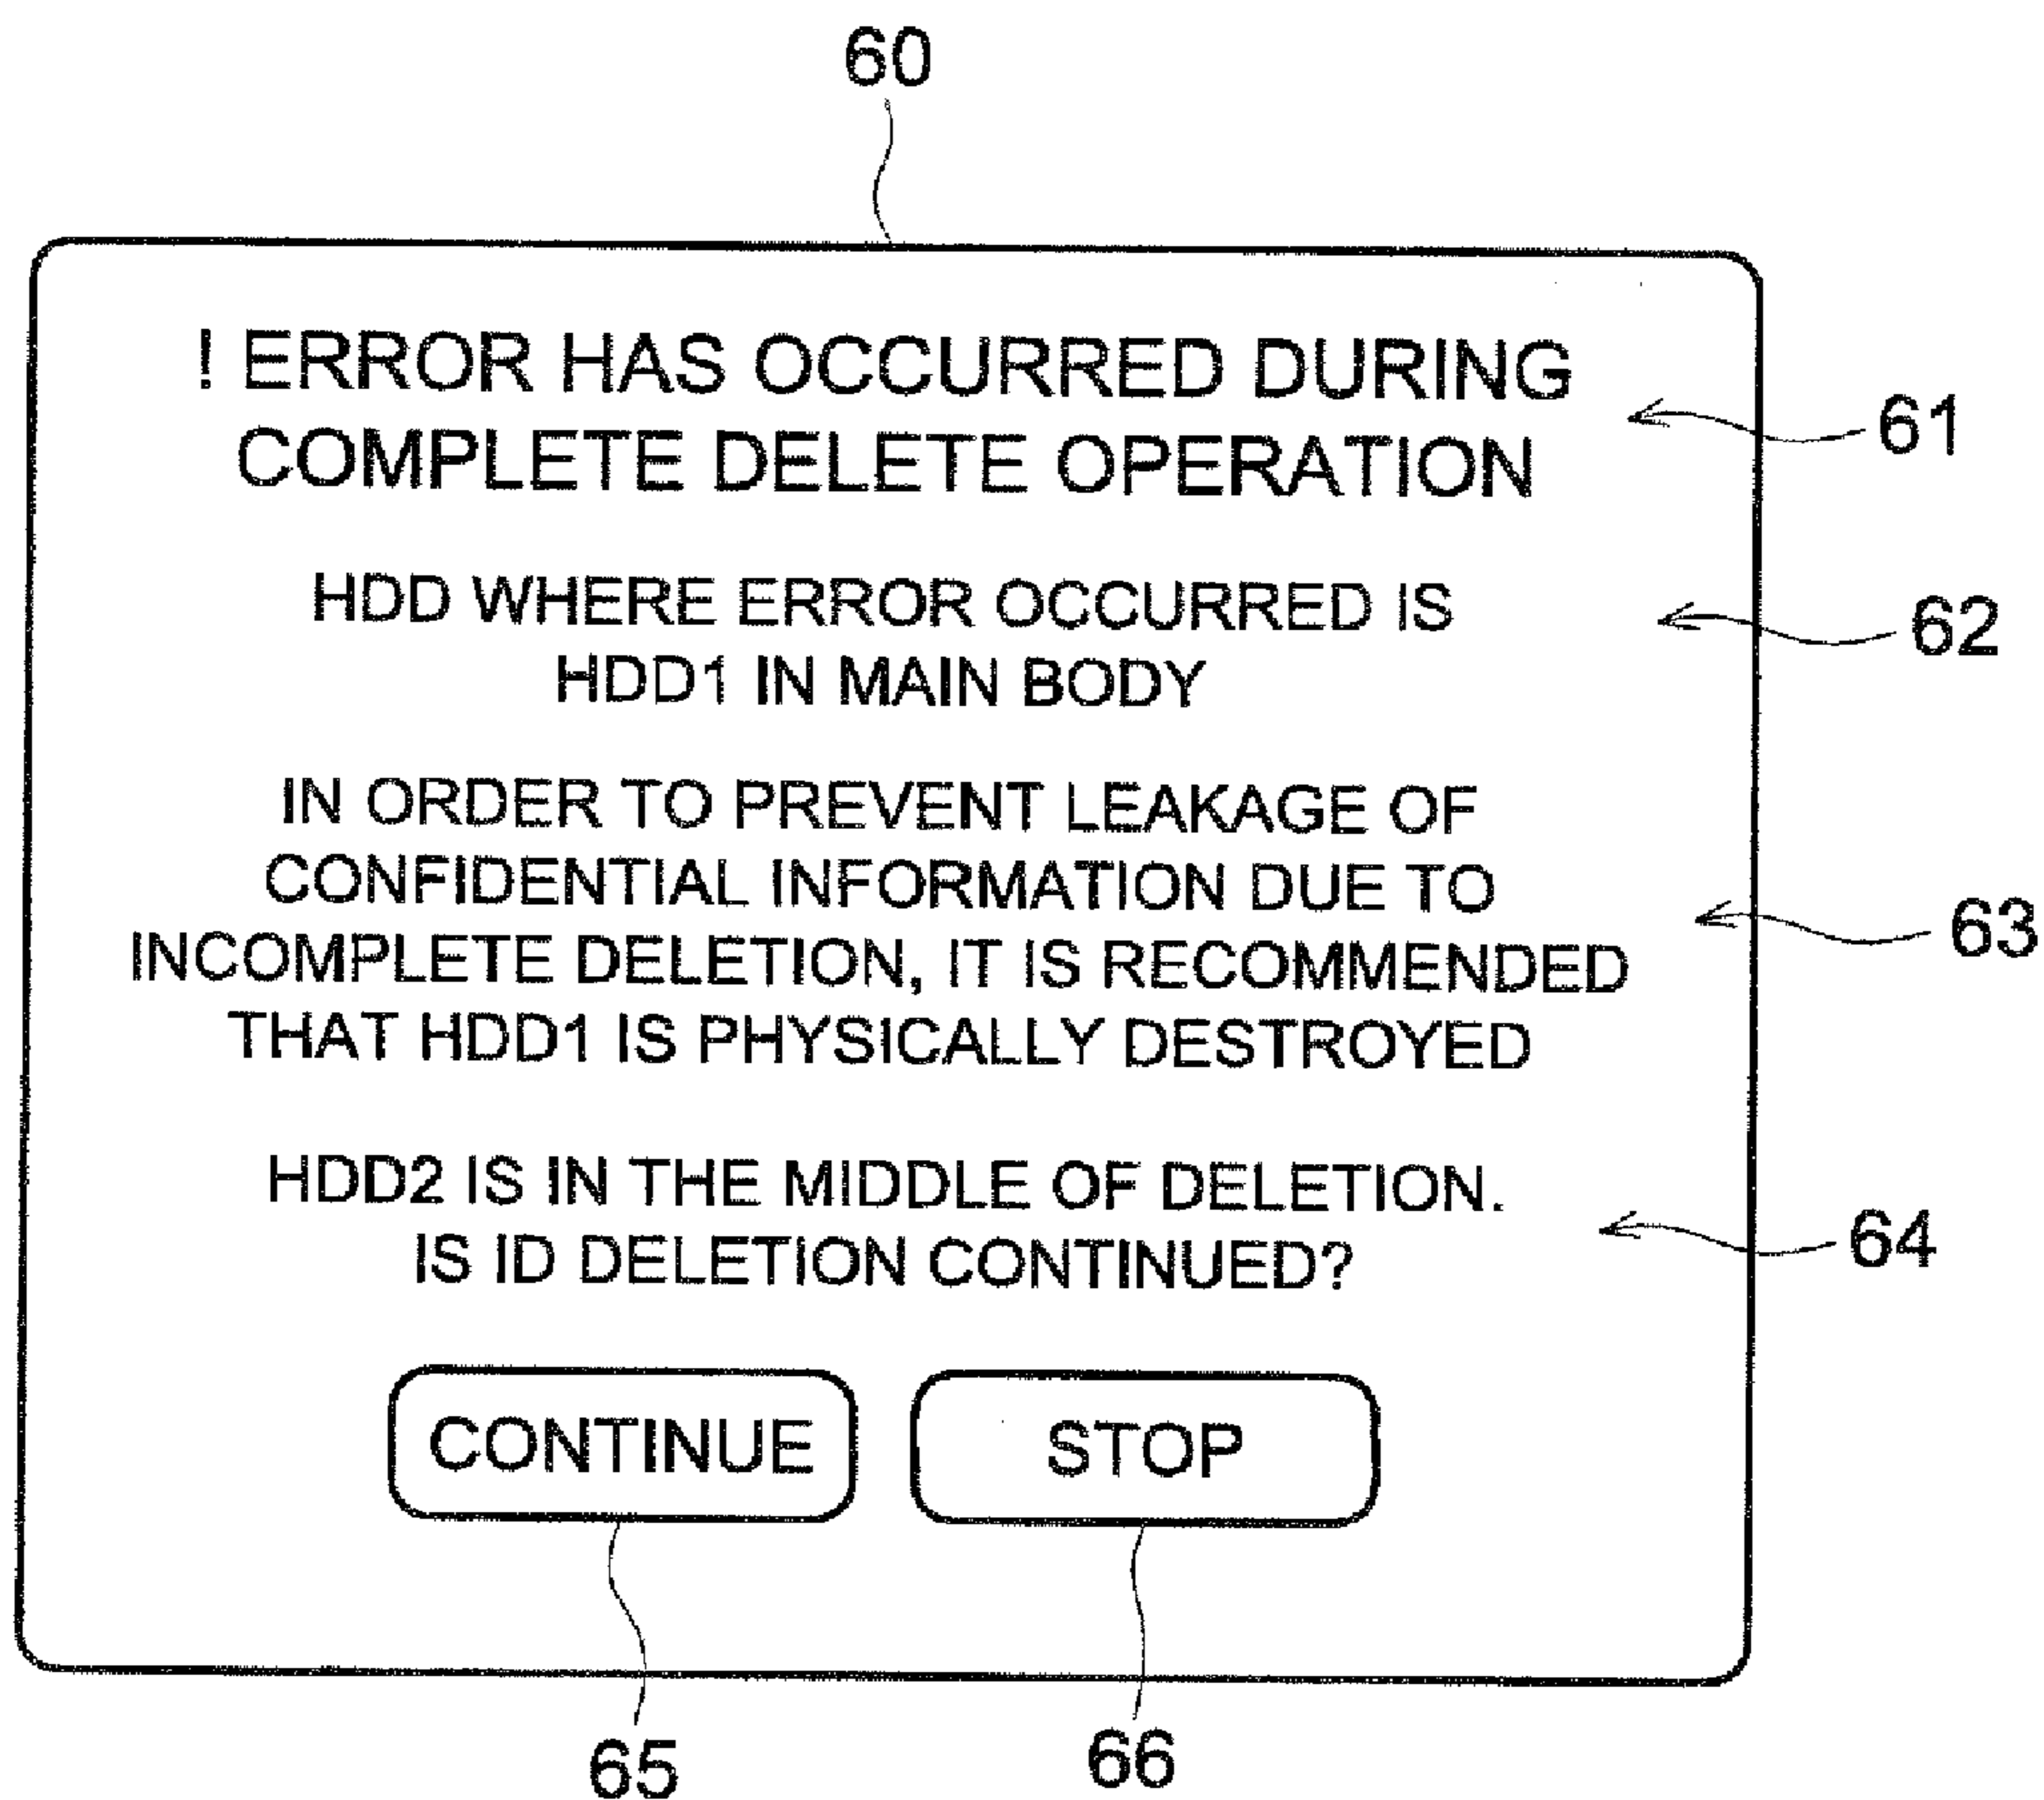 60
! ERROR HAS OCCURRED DURING
COMPLETE DELETE OPERATION
61
HDD WHERE ERROR OCCURRED IS
HDD1 IN MAIN BODY
62
IN ORDER TO PREVENT LEAKAGE OF
CONFIDENTIAL INFORMATION DUE TO
INCOMPLETE DELETION, IT IS RECOMMENDED
THAT HDD1 IS PHYSICALLY DESTROYED
63
HDD2 IS IN THE MIDDLE OF DELETION.
IS ID DELETION CONTINUED?
64
CONTINUE
STOP
65
66